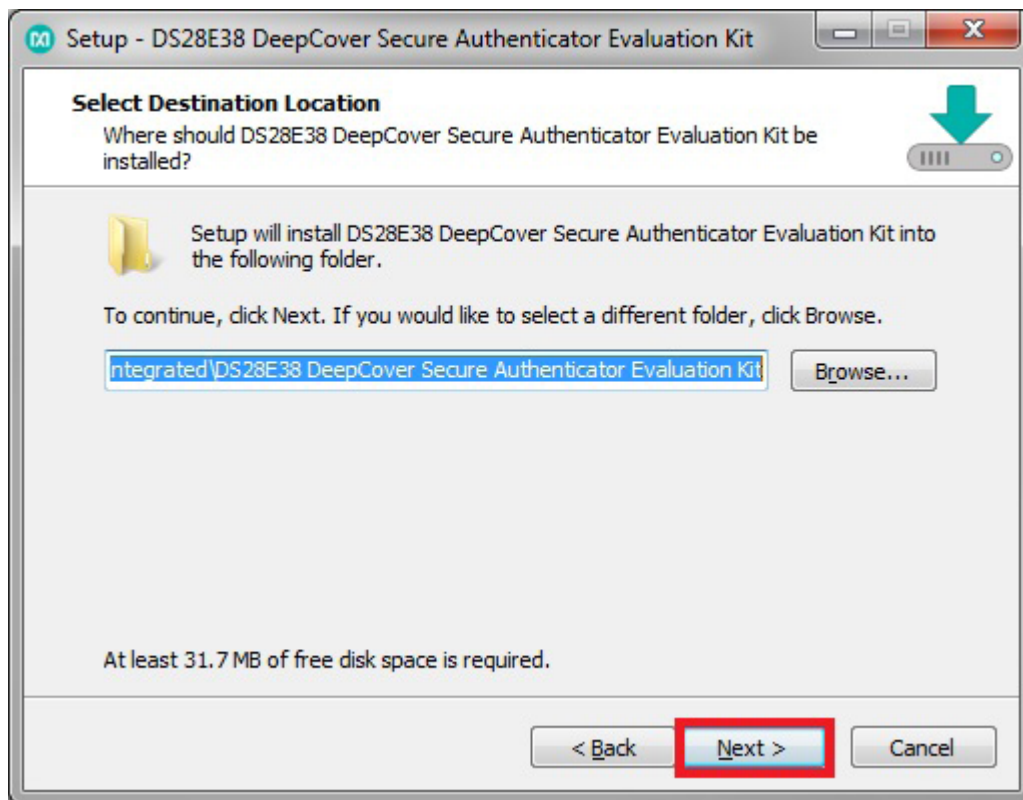 Setup - DS28E38 DeepCover Secure Authenticator Evaluation Kit
Select Destination Location
Where should DS28E38 DeepCover Secure Authenticator Evaluation Kit be
installed?
Setup will install DS28E38 DeepCover Secure Authenticator Evaluation Kit into
the following folder.
To continue, click Next. If you would like to select a different folder, click Browse.
ntegrated\DS28E38 DeepCover Secure Authenticator Evaluation Kit
Browse...
At least 31.7 MB of free disk space is required.
< Back Next > Cancel